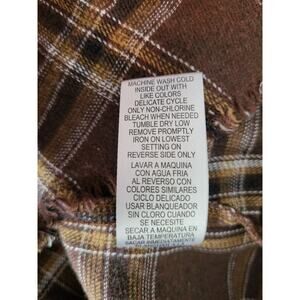 MACHINE WASH COLD
INSIDE OUT WITH
LIKE COLORS
DELICATE CYCLE
ONLY NON-CHLORINE
BLEACH WHEN NEEDED
TUMBLE DRY LOW
REMOVE PROMPTLY
IRON ON LOWEST
SETTING ON
REVERSE SIDE ONLY
LAVAR A MAQUINA
CON AGUA FRIA
AL REVERSO CON
COLORES SIMILARES
CICLO DELICADO
USAR BLANQUEADOR
SIN CLORO CUANDO
SE NECESITE
SECAR A MAQUINA EN
BAJA TEMPERATURA
SACAR INMEDIATAMENTE